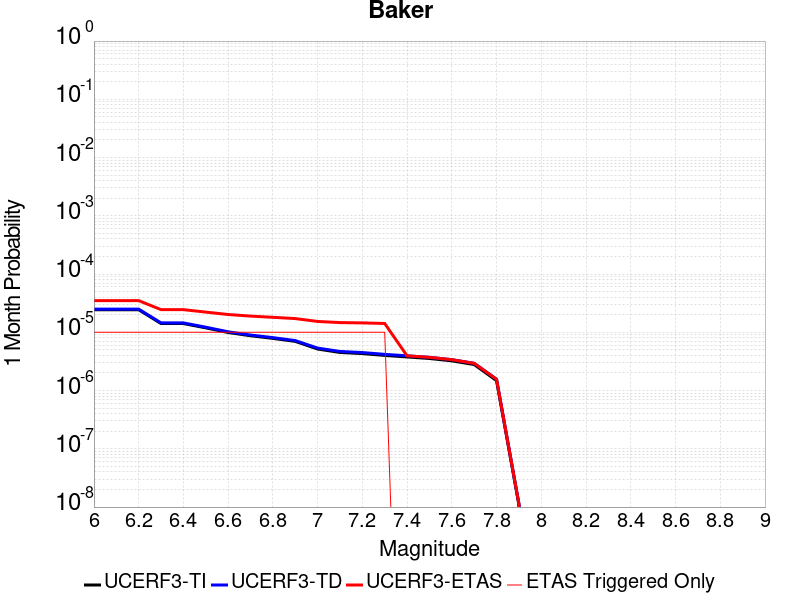 Baker
10^0
10^-1
10^-2
10^-3
10^-4
10^-5
10^-6
10^-7
10^-8
1 Month Probability
6 6.2 6.4 6.6 6.8 7 7.2 7.4 7.6 7.8 8 8.2 8.4 8.6 8.8 9
Magnitude
UCERF3-TI UCERF3-TD UCERF3-ETAS ETAS Triggered Only